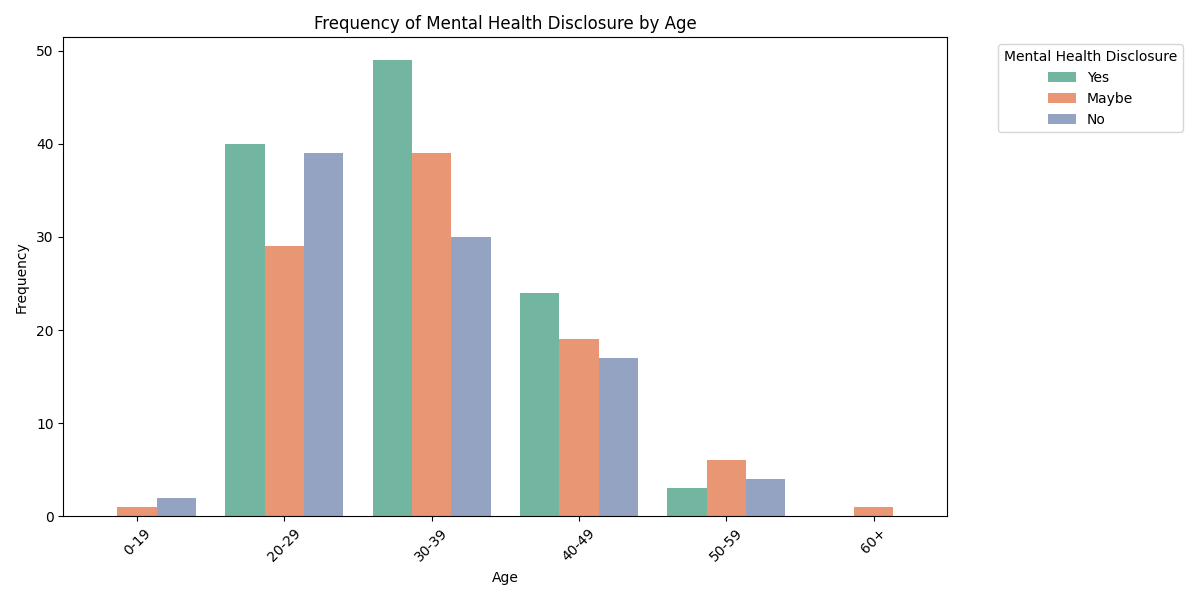 Frequency of Mental Health Disclosure by Age
Mental Health Disclosure
Yes
Maybe
No
Frequency
50
40
30
20
10
0
0-19
20-29
30-39
40-49
50-59
60+
Age